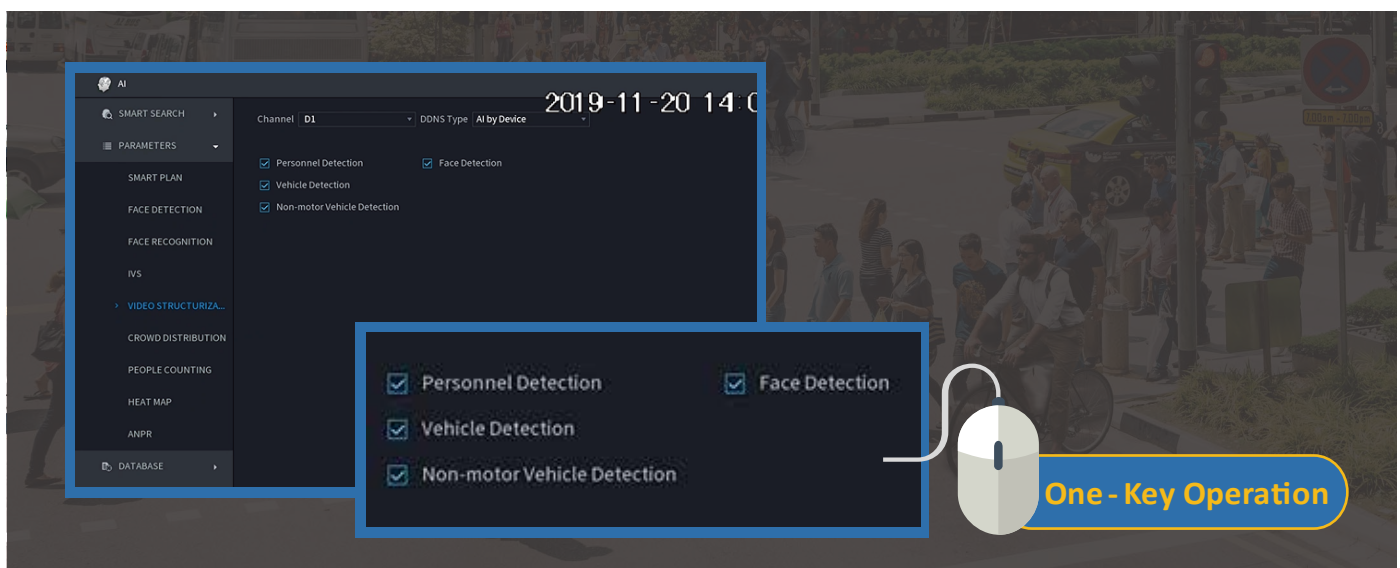 AI
2019-11-20 14:0
SMART SEARCH
Channel D1 DDNS Type AI by Device
PARAMETERS
Personnel Detection Face Detection
SMART PLAN
Vehicle Detection
FACE DETECTION
Non-motor Vehicle Detection
FACE RECOGNITION
IVS
VIDEO STRUCTURIZA...
CROWD DISTRIBUTION
PEOPLE COUNTING
HEAT MAP
ANPR
DATABASE
Personnel Detection Face Detection
Vehicle Detection
Non-motor Vehicle Detection
One-Key Operation